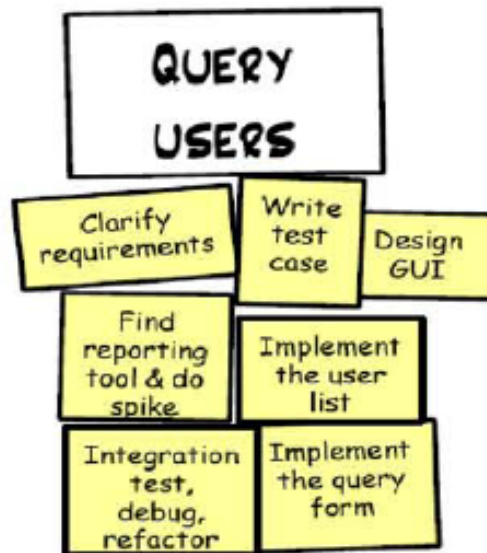 QUERY
USERS
Clarify
requirements
Write
test
case
Design
GUI
Find
reporting
tool & do
spike
Implement
the user
list
Integration
test,
debug,
refactor
Implement
the query
form